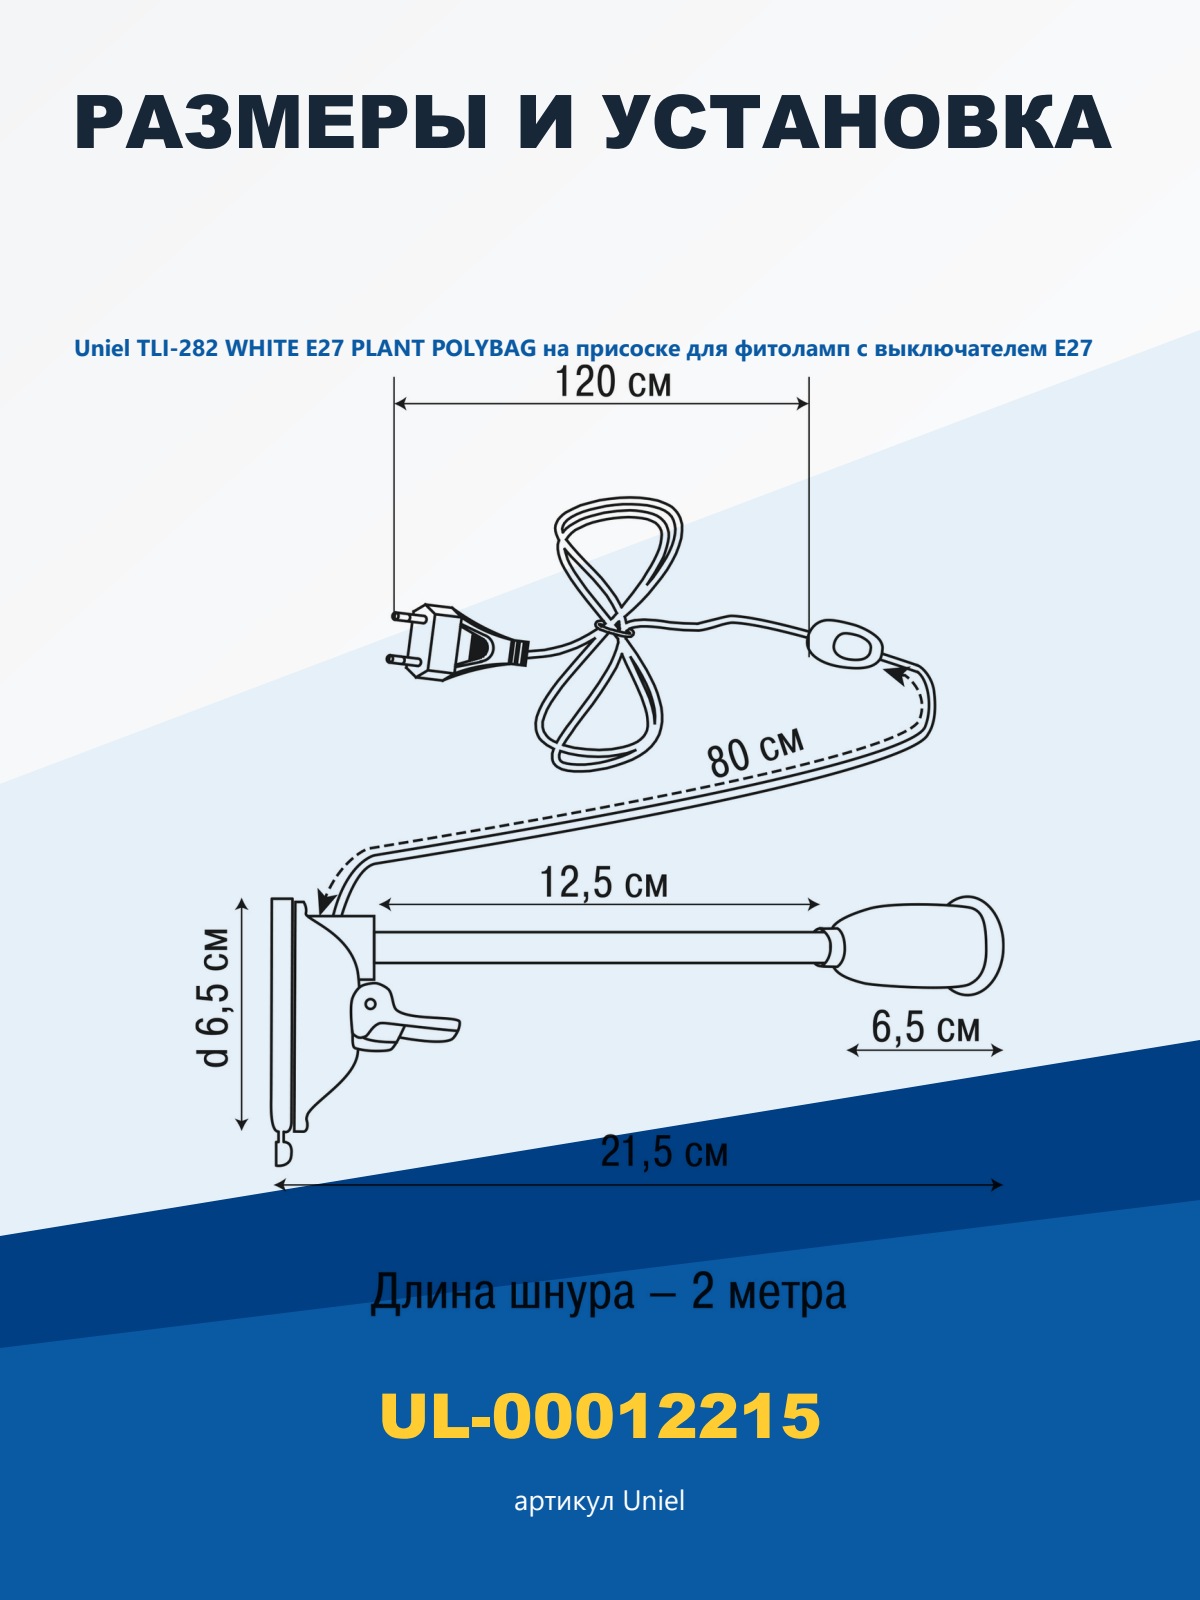 РАЗМЕРЫ И УСТАНОВКА
Uniel TLI-282 WHITE E27 PLANT POLYBAG на присоске для фитоламп с выключателем E27
120 см
80 см
12,5 см
d 6,5 см
6,5 см
21,5 см
Длина шнура – 2 метра
UL-00012215
артикул Uniel